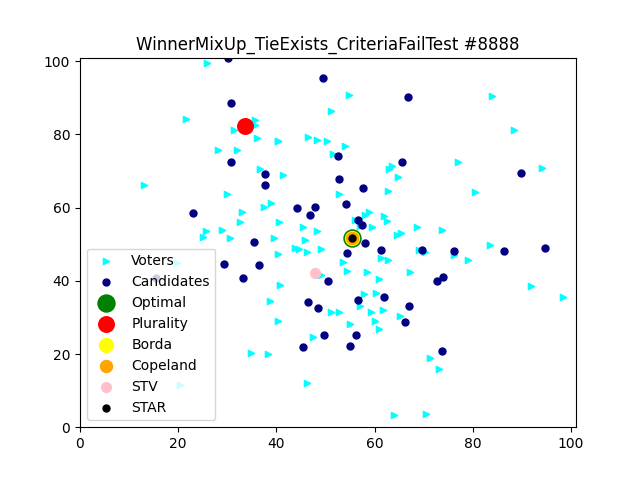 WinnerMixUp_TieExists_CriteriaFailTest #8888
100
80
60
40
20
0
Voters
Candidates
Optimal
Plurality
Borda
Copeland
STV
STAR
0 20 40 60 80 100